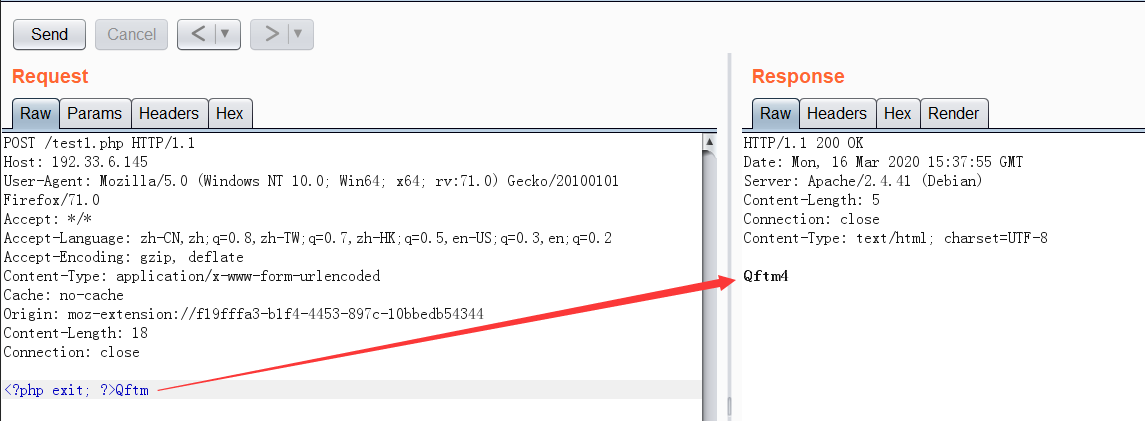 Send
Cancel
<
>
Request
Raw
Params
Headers
Hex
POST /test1.php HTTP/1.1
Host: 192.33.6.145
User-Agent: Mozilla/5.0 (Windows NT 10.0; Win64; x64; rv:71.0) Gecko/20100101
Firefox/71.0
Accept: */*
Accept-Language: zh-CN,zh;q=0.8,zh-TW;q=0.7,zh-HK;q=0.5,en-US;q=0.3,en;q=0.2
Accept-Encoding: gzip, deflate
Content-Type: application/x-www-form-urlencoded
Cache: no-cache
Origin: moz-extension://f19fffa3-b1f4-4453-897c-10bbedb54344
Content-Length: 18
Connection: close
<?php exit; ?>Qftm
Response
Raw
Headers
Hex
Render
HTTP/1.1 200 OK
Date: Mon, 16 Mar 2020 15:37:55 GMT
Server: Apache/2.4.41 (Debian)
Content-Length: 5
Connection: close
Content-Type: text/html; charset=UTF-8
Qftm4